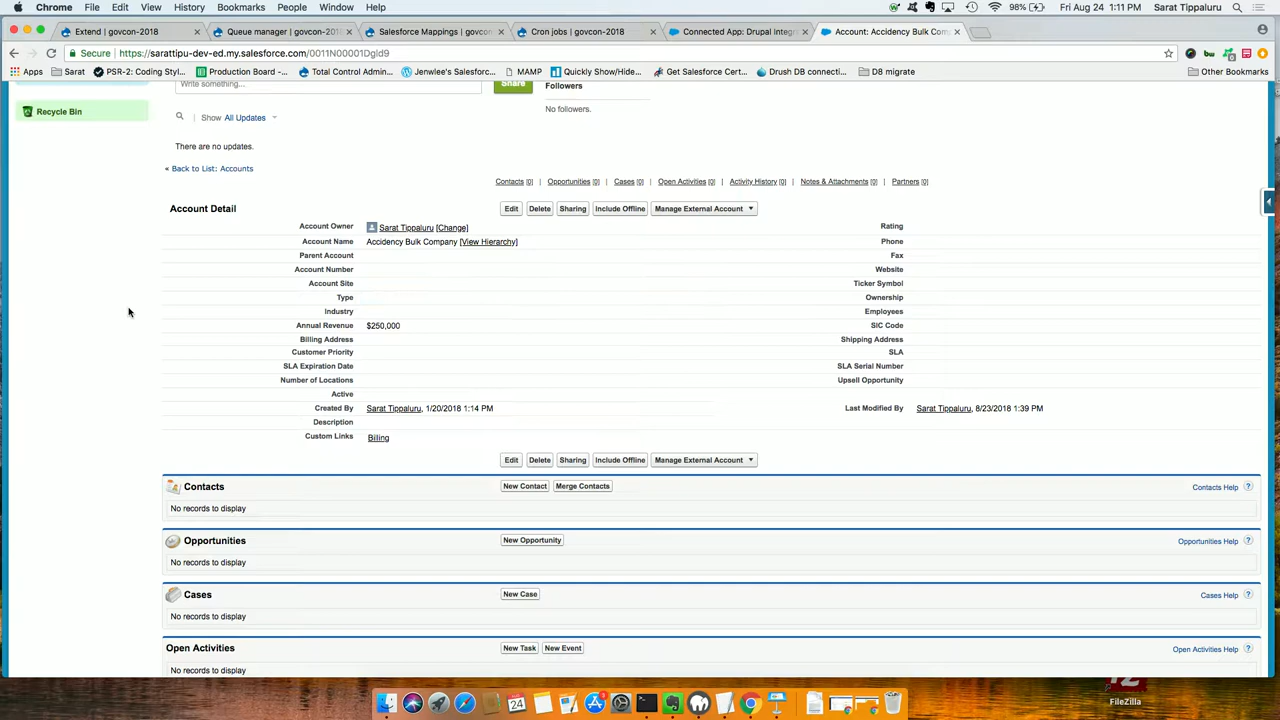 Chrome File Edit View History Bookmarks People Window Help 98% Fri Aug 24 1:11 PM Sarat Tippaluru
Extend | govcon-2018 Queue manager | govcon-2018 Salesforce Mappings | govcon-2 Cron jobs | govcon-2018 Connected App: Drupal Integr Account: Accidency Bulk Com
Secure https://sarattipu-dev-ed.my.salesforce.com/0011N00001DgId9
Apps Sarat PSR-2: Coding Styl... Production Board -... Total Control Admin... Jenwlee's Salesforce... MAMP Quickly Show/Hide... Get Salesforce Cert... Drush DB connecti... D8 migrate Other Bookmarks
Write something... Share Followers
Recycle Bin No followers.
Show All Updates
There are no updates.
« Back to List: Accounts
Contacts [0] | Opportunities [0] | Cases [0] | Open Activities [0] | Activity History [0] | Notes & Attachments [0] | Partners [0]
Account Detail Edit Delete Sharing Include Offline Manage External Account
Account Owner Sarat Tippaluru [Change] Rating
Account Name Accidency Bulk Company [View Hierarchy] Phone
Parent Account Fax
Account Number Website
Account Site Ticker Symbol
Type Ownership
Industry Employees
Annual Revenue $250,000 SIC Code
Billing Address Shipping Address
Customer Priority SLA
SLA Expiration Date SLA Serial Number
Number of Locations Upsell Opportunity
Active
Created By Sarat Tippaluru, 1/20/2018 1:14 PM Last Modified By Sarat Tippaluru, 8/23/2018 1:39 PM
Description
Custom Links Billing
Edit Delete Sharing Include Offline Manage External Account
Contacts New Contact Merge Contacts Contacts Help ?
No records to display
Opportunities New Opportunity Opportunities Help ?
No records to display
Cases New Case Cases Help ?
No records to display
Open Activities New Task New Event Open Activities Help ?
No records to display
FileZilla